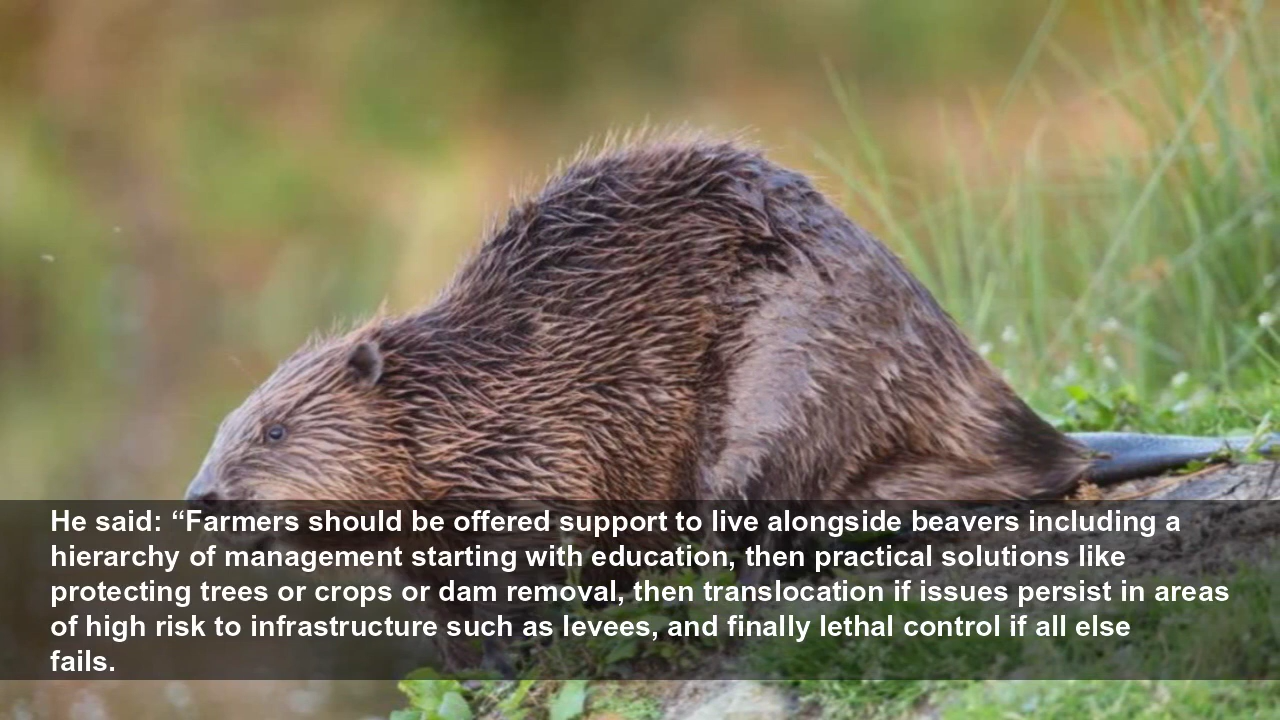 He said: “Farmers should be offered support to live alongside beavers including a
hierarchy of management starting with education, then practical solutions like
protecting trees or crops or dam removal, then translocation if issues persist in areas
of high risk to infrastructure such as levees, and finally lethal control if all else
fails.